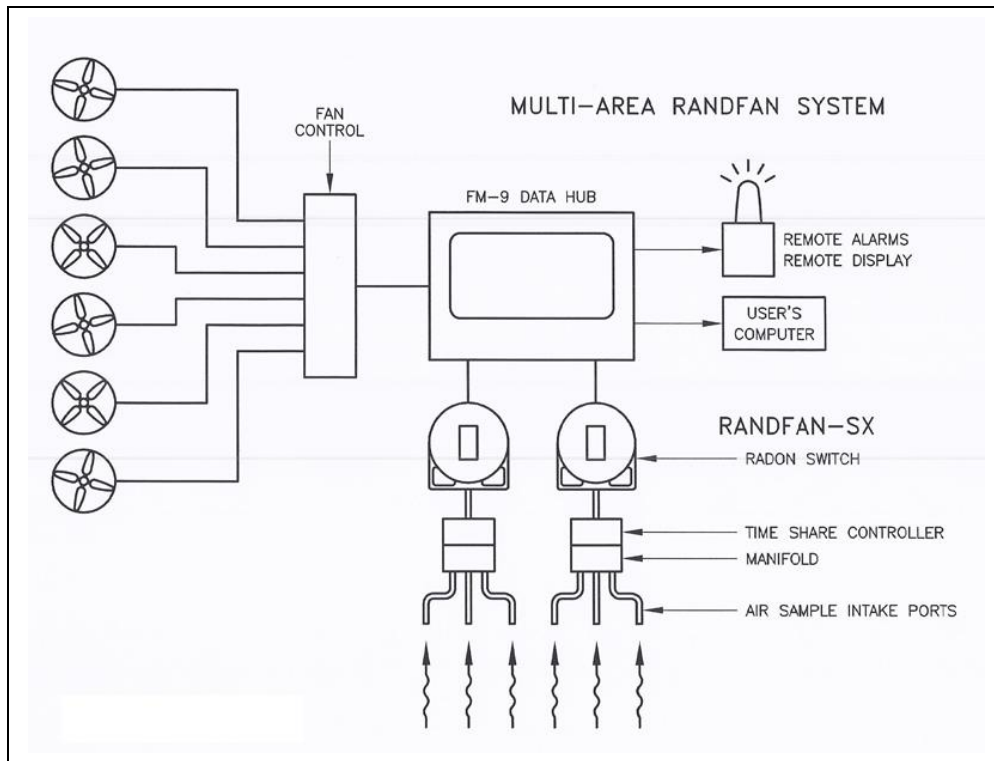 MULTI-AREA RANDFAN SYSTEM
FAN
CONTROL
FM-9 DATA HUB
REMOTE ALARMS
REMOTE DISPLAY
USER'S
COMPUTER
RANDFAN-SX
RADON SWITCH
TIME SHARE CONTROLLER
MANIFOLD
AIR SAMPLE INTAKE PORTS